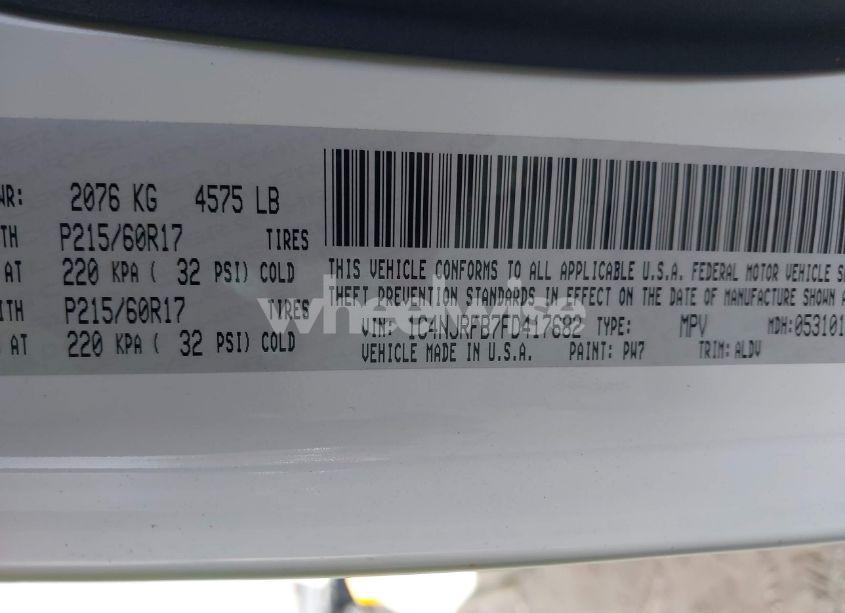 WR: 2076 KG 4575 LB
TH P215/60R17 TIRES
AT 220 KPA ( 32 PSI) COLD
ITH P215/60R17 TIRES
AT 220 KPA ( 32 PSI) COLD
THIS VEHICLE CONFORMS TO ALL APPLICABLE U.S.A. FEDERAL MOTOR VEHICLE S
THEFT PREVENTION STANDARDS IN EFFECT ON THE DATE OF MANUFACTURE SHOWN A
VIN: 1C4NJRFB7FD417682 TYPE: MPV MDH:053101
VEHICLE MADE IN U.S.A. PAINT: PW7 TRIM: ALDV
wheelwise